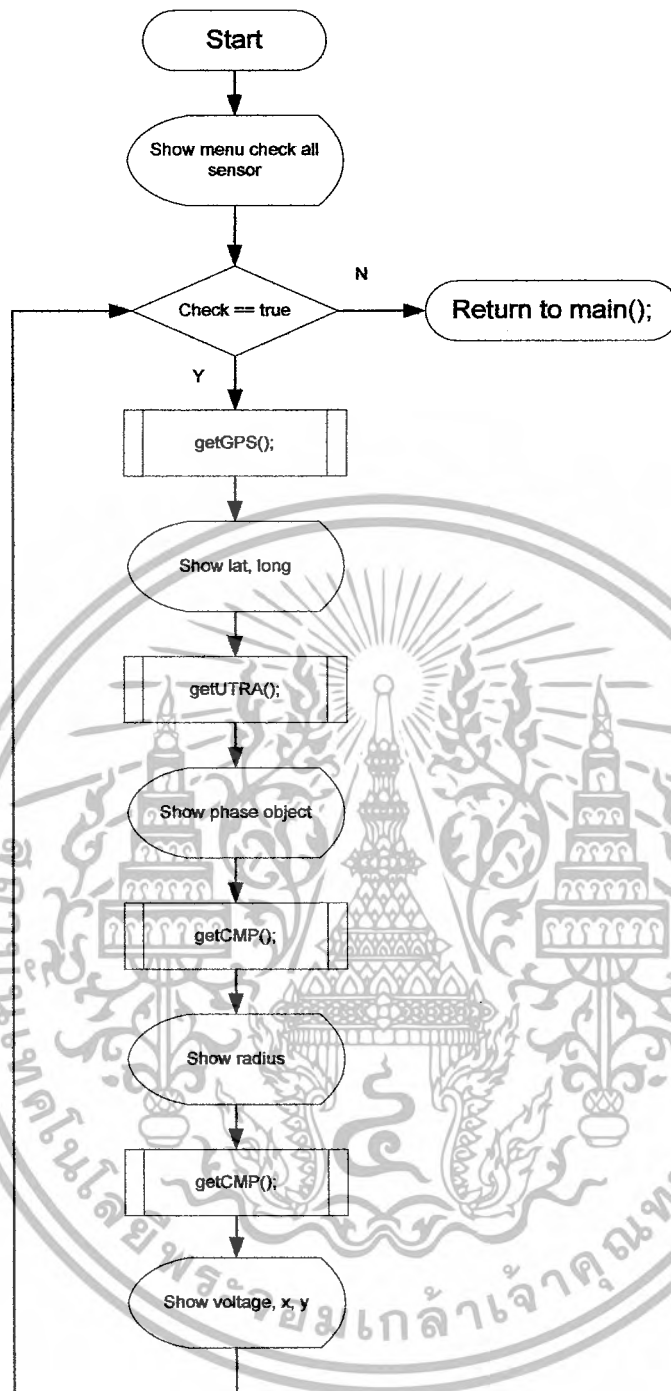 Start
Show menu check all
sensor
Check == true
N
Return to main();
Y
getGPS();
Show lat, long
getUTRA();
Show phase object
getCMP();
Show radius
getCMP();
Show voltage, x, y